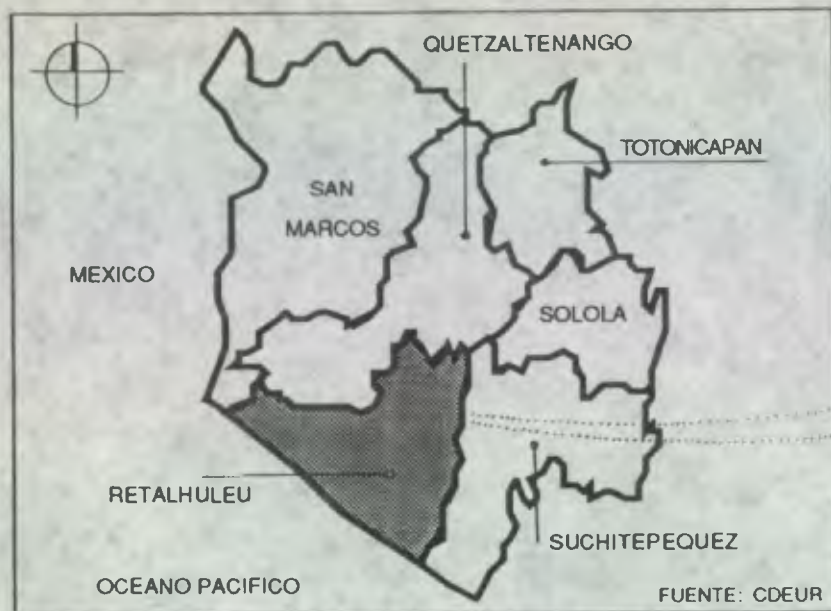 QUETZALTENANGO
TOTONICAPAN
SAN
MARCOS
MEXICO
SOLOLA
RETALHULEU
SUCHITEPEQUEZ
OCEANO PACIFICO
FUENTE: CDEUR